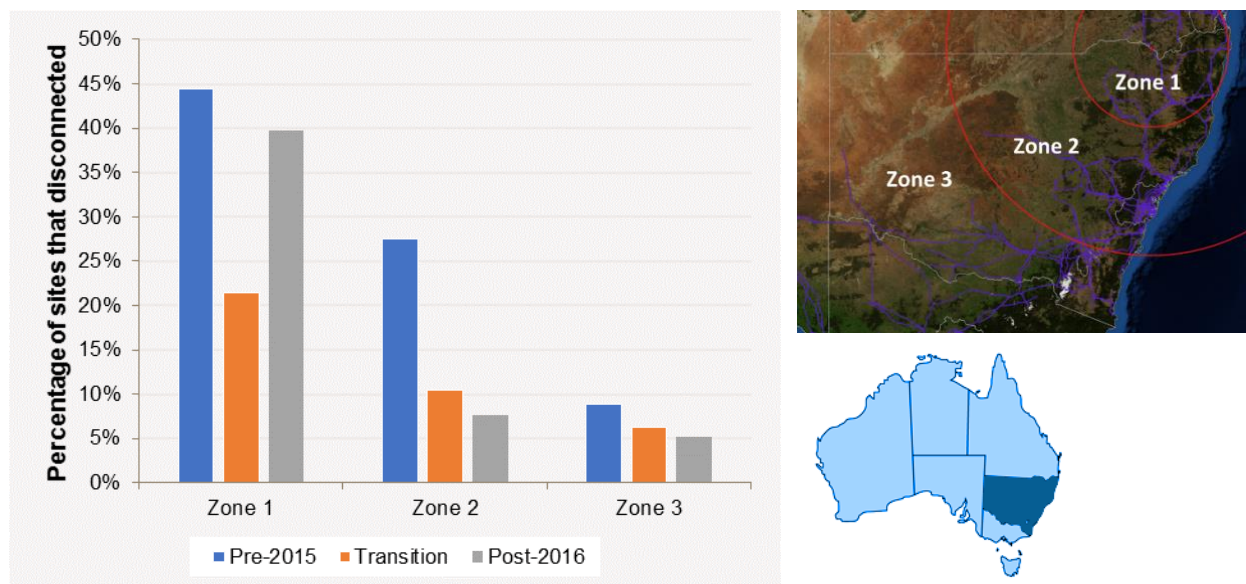 Percentage of sites that disconnected
50%
45%
40%
35%
30%
25%
20%
15%
10%
5%
0%
Zone 1
Zone 2
Zone 3
Pre-2015
Transition
Post-2016
Zone 1
Zone 2
Zone 3